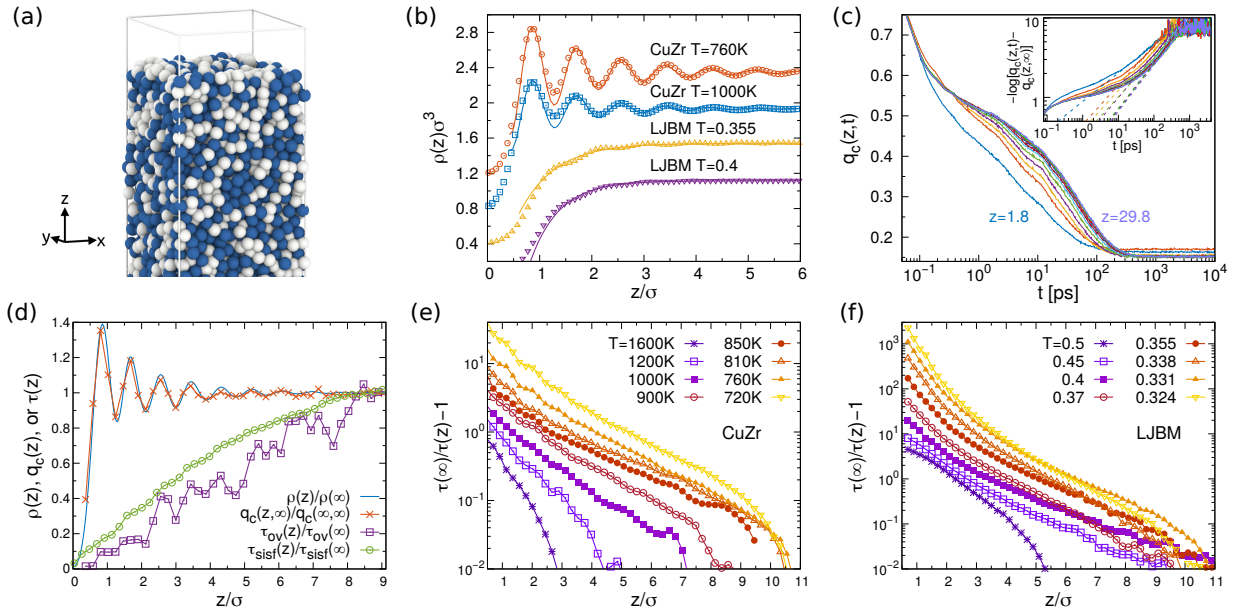 (a)
z
y
x
(b)
ρ(z)σ³
2.8
2.4
2.0
1.6
1.2
0.8
0.4
CuZr T=760K
CuZr T=1000K
LJBM T=0.355
LJBM T=0.4
0 1 2 3 4 5 6
z/σ
(c)
q_c(z,t)
0.7
0.6
0.5
0.4
0.3
0.2
z=1.8
z=29.8
10⁻¹ 10⁰ 10¹ 10² 10³ 10⁴
t [ps]
-log[q_c(z,t)-
q_c(z,∞)]
10
1
10⁻¹ 10⁰ 10¹ 10² 10³
t [ps]
(d)
ρ(z), q_c(z), or τ(z)
1.4
1.2
1
0.8
0.6
0.4
0.2
0
ρ(z)/ρ(∞)
q_c(z,∞)/q_c(∞,∞)
τ_ov(z)/τ_ov(∞)
τ_sisf(z)/τ_sisf(∞)
0 1 2 3 4 5 6 7 8 9
z/σ
(e)
τ(∞)/τ(z)−1
10¹
10⁰
10⁻¹
10⁻²
T=1600K
1200K
1000K
900K
850K
810K
760K
720K
CuZr
1 2 3 4 5 6 7 8 9 10 11
z/σ
(f)
τ(∞)/τ(z)−1
10³
10²
10¹
10⁰
10⁻¹
10⁻²
T=0.5
0.45
0.4
0.37
0.355
0.338
0.331
0.324
LJBM
1 2 3 4 5 6 7 8 9 10 11
z/σ